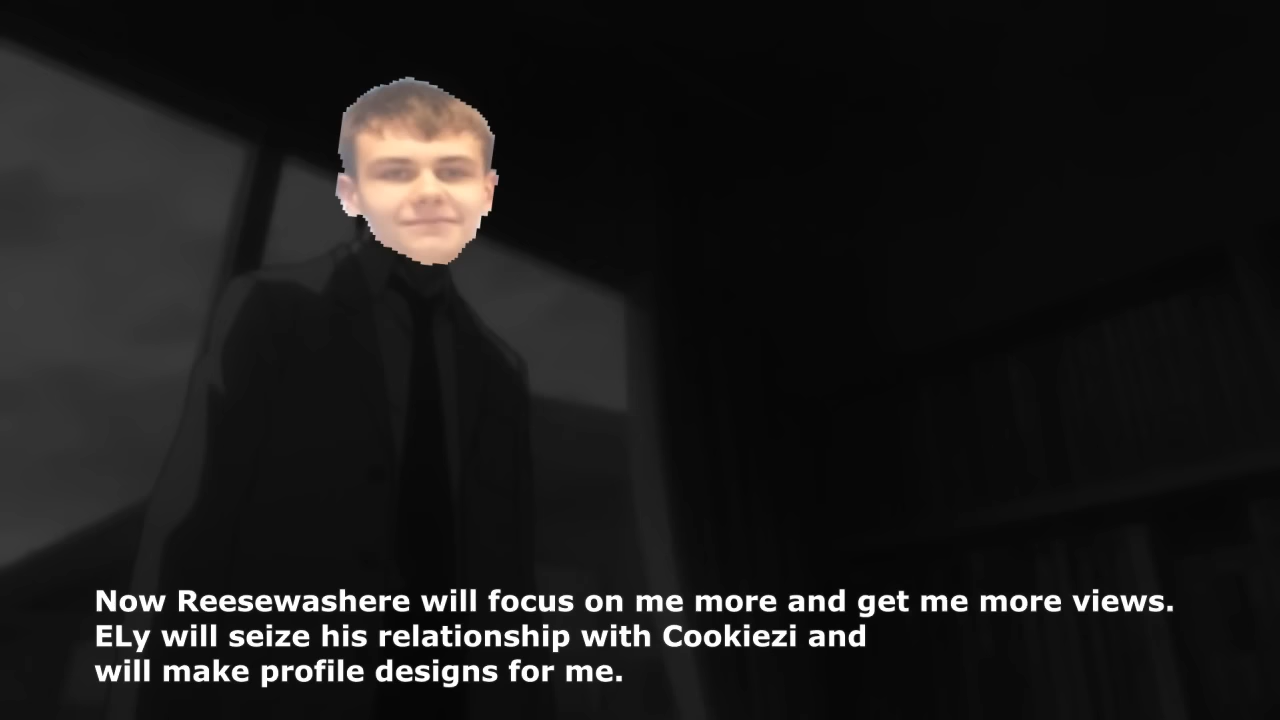 Now Reesewashere will focus on me more and get me more views.
ELy will seize his relationship with Cookiezi and
will make profile designs for me.